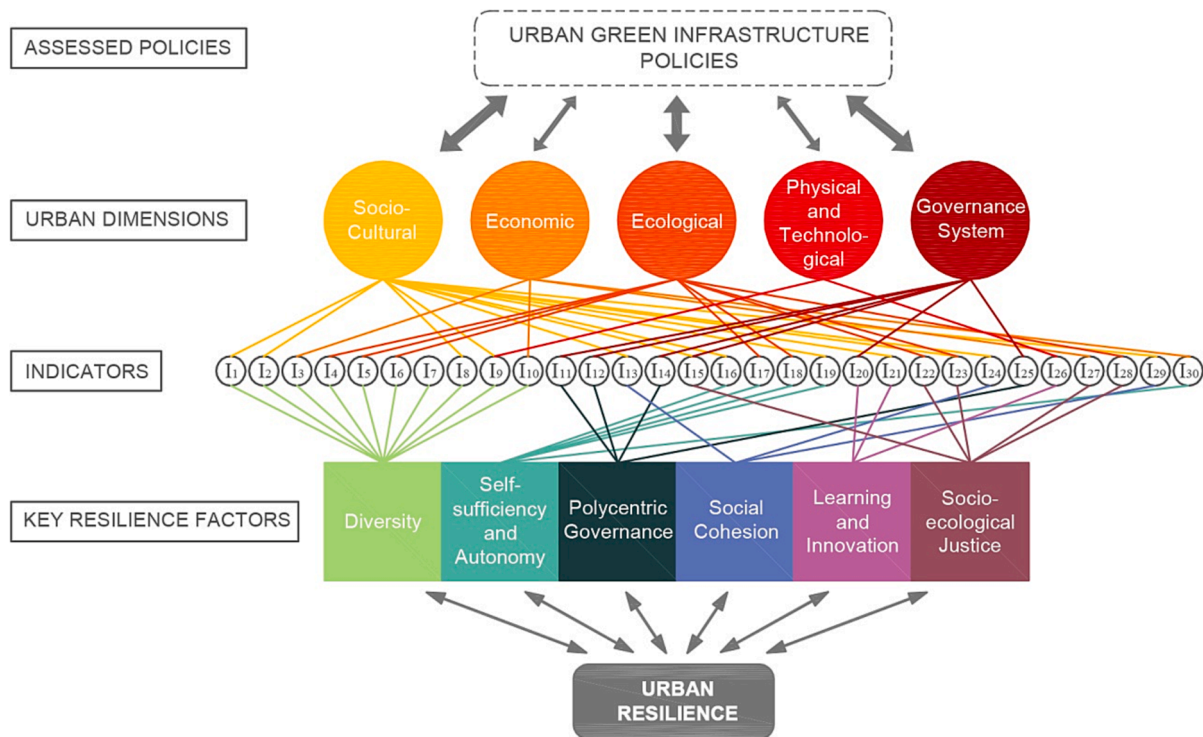 ASSESSED POLICIES
URBAN GREEN INFRASTRUCTURE
POLICIES
URBAN DIMENSIONS
Socio-
Cultural
Economic
Ecological
Physical
and
Technolo-
gical
Governance
System
INDICATORS
I1 I2 I3 I4 I5 I6 I7 I8 I9 I10 I11 I12 I13 I14 I15 I16 I17 I18 I19 I20 I21 I22 I23 I24 I25 I26 I27 I28 I29 I30
KEY RESILIENCE FACTORS
Diversity
Self-
sufficiency
and
Autonomy
Polycentric
Governance
Social
Cohesion
Learning
and
Innovation
Socio-
ecological
Justice
URBAN
RESILIENCE